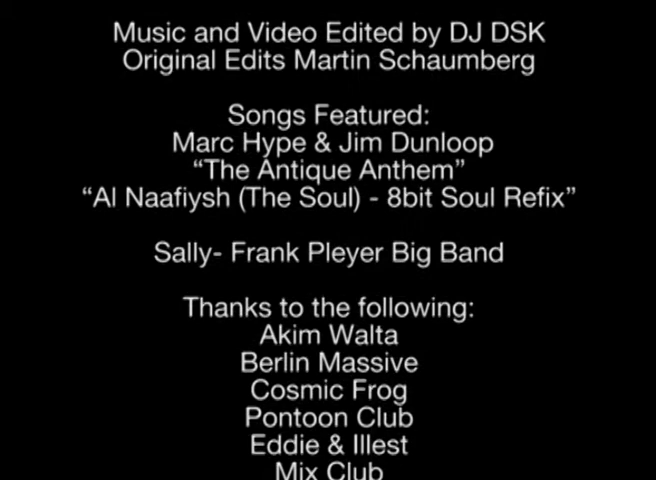 Music and Video Edited by DJ DSK
Original Edits Martin Schaumberg
Songs Featured:
Marc Hype & Jim Dunloop
“The Antique Anthem”
“Al Naafiysh (The Soul) - 8bit Soul Refix”
Sally- Frank Pleyer Big Band
Thanks to the following:
Akim Walta
Berlin Massive
Cosmic Frog
Pontoon Club
Eddie & Illest
Mix Club